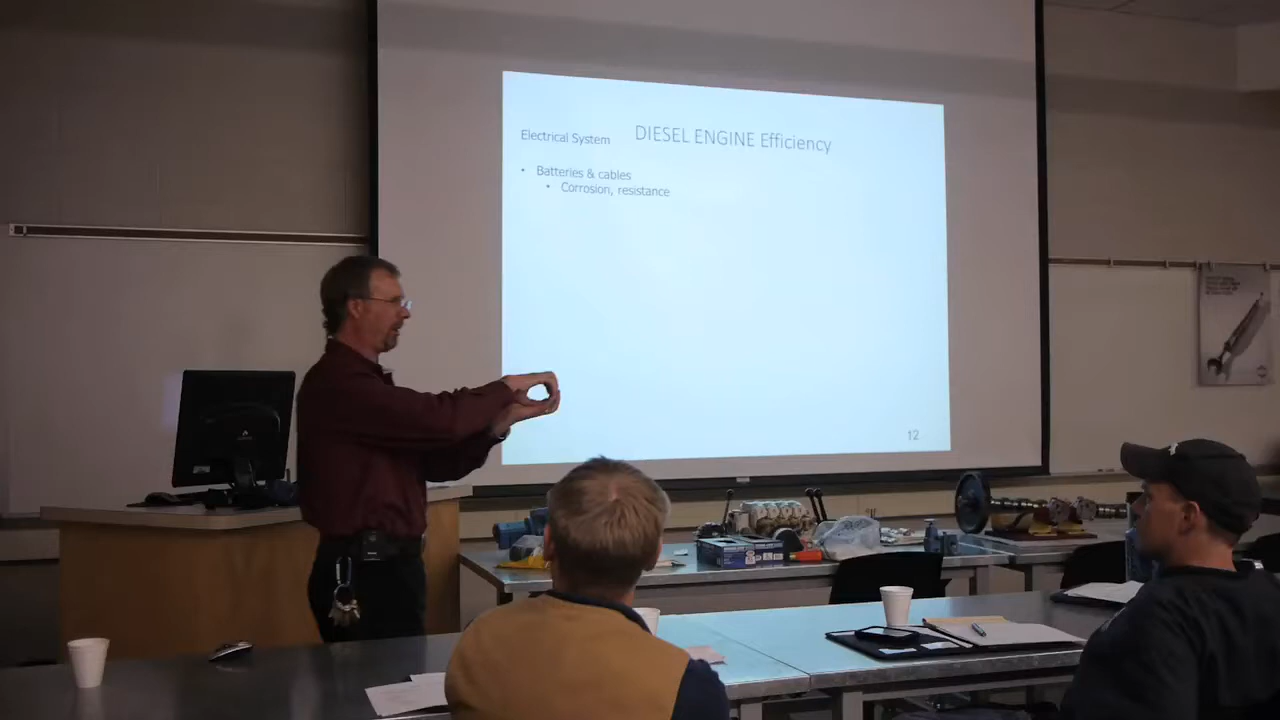 Electrical System DIESEL ENGINE Efficiency
• Batteries & cables
• Corrosion, resistance
12